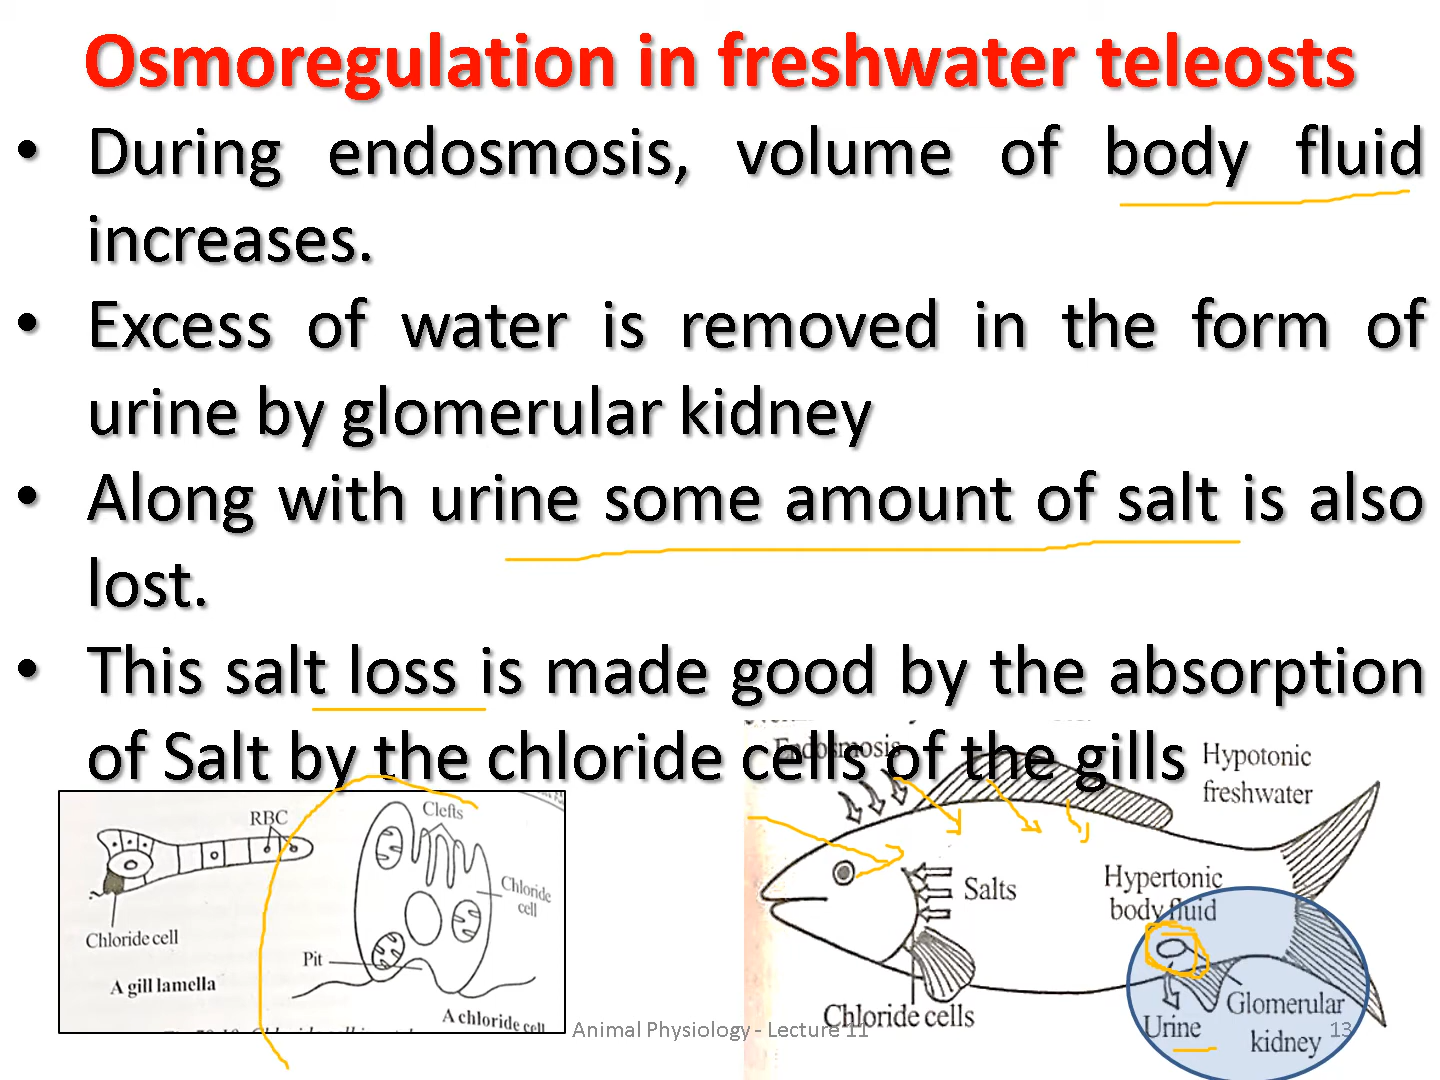 Osmoregulation in freshwater teleosts
• During endosmosis, volume of body fluid
increases.
• Excess of water is removed in the form of
urine by glomerular kidney
• Along with urine some amount of salt is also
lost.
• This salt loss is made good by the absorption
of Salt by the chloride cells of the gills
RBC
Chloride cell
A gill lamella
Clefts
Chloride
cell
Pit
A chloride cell
Endosmosis
Hypotonic
freshwater
Salts
Hypertonic
body fluid
Chloride cells
Urine
Glomerular
kidney
Animal Physiology - Lecture 11
13